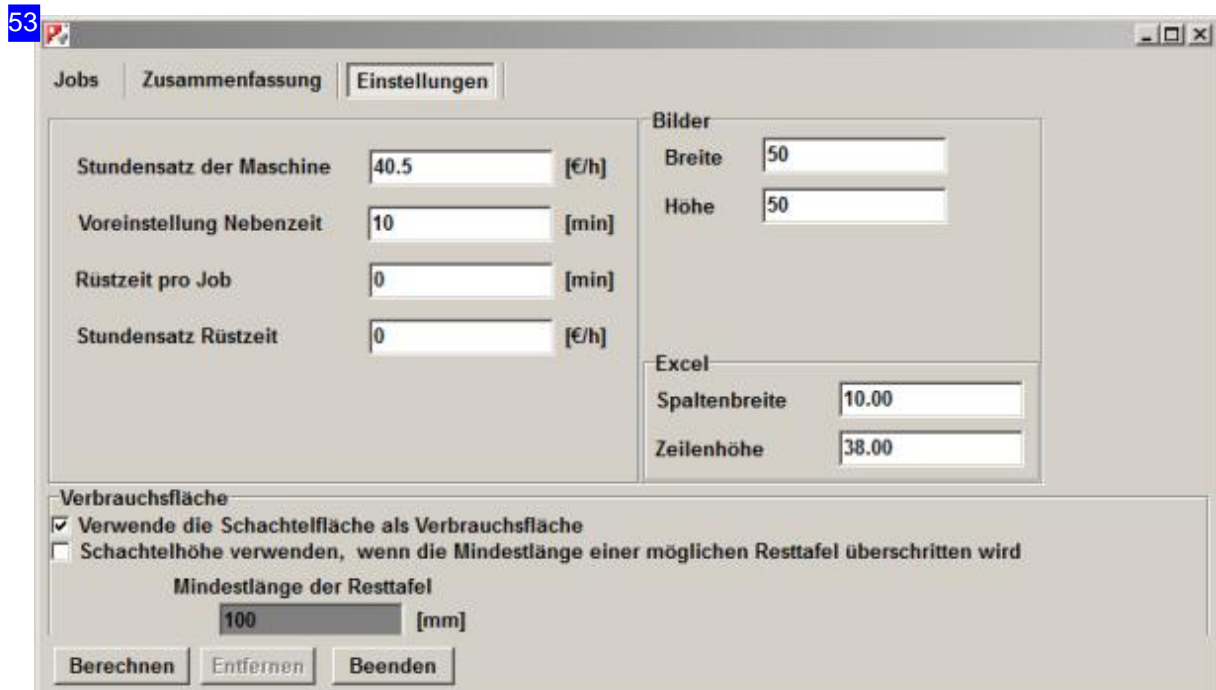 53
Jobs Zusammenfassung Einstellungen
Stundensatz der Maschine 40.5 [€/h]
Voreinstellung Nebenzeit 10 [min]
Rüstzeit pro Job 0 [min]
Stundensatz Rüstzeit 0 [€/h]
Bilder
Breite 50
Höhe 50
Excel
Spaltenbreite 10.00
Zeilenhöhe 38.00
Verbrauchsfläche
Verwende die Schachtelfläche als Verbrauchsfläche
Schachtelhöhe verwenden, wenn die Mindestlänge einer möglichen Resttafel überschritten wird
Mindestlänge der Resttafel
100 [mm]
Berechnen Entfernen Beenden